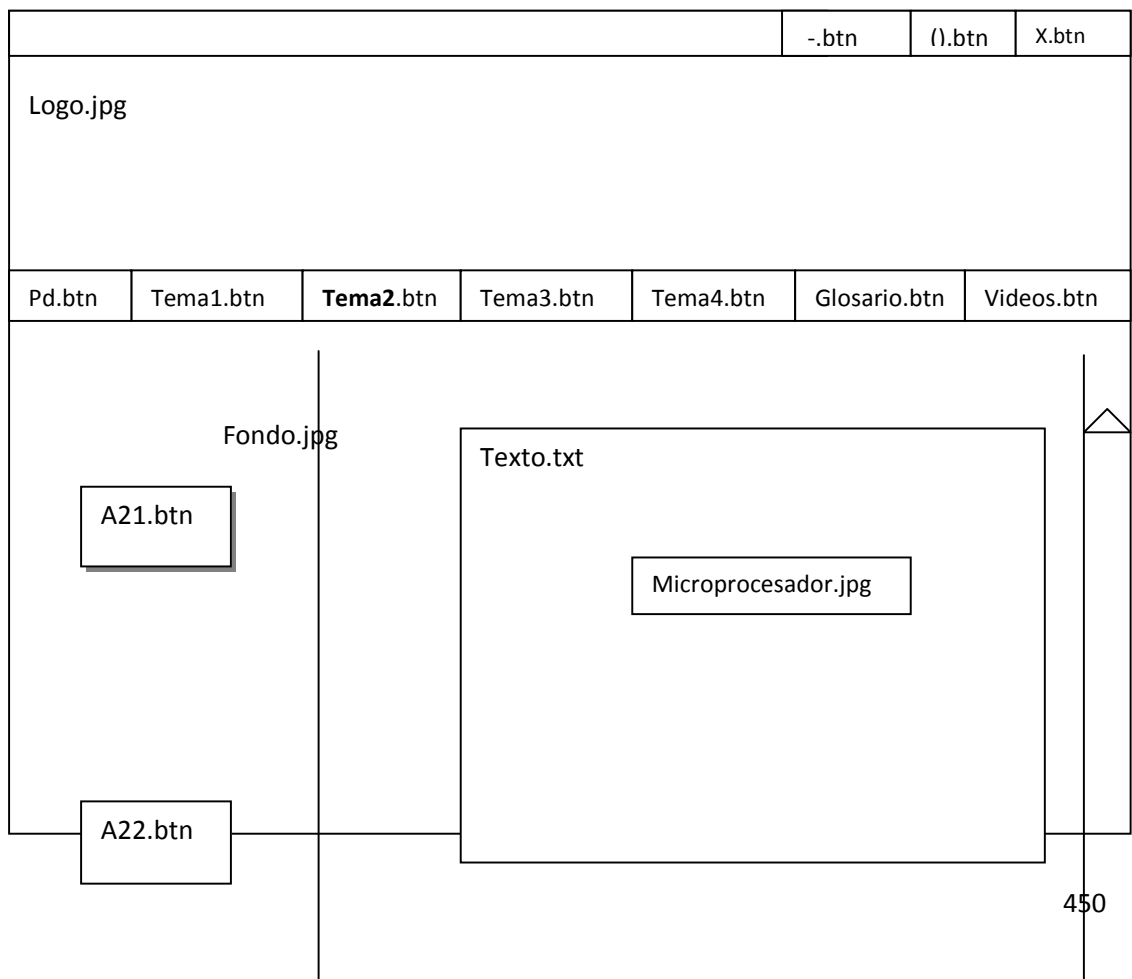 -.btn
().btn
X.btn
Logo.jpg
Pd.btn
Tema1.btn
Tema2.btn
Tema3.btn
Tema4.btn
Glosario.btn
Videos.btn
Fondo.jpg
Texto.txt
A21.btn
Microprocesador.jpg
A22.btn
450